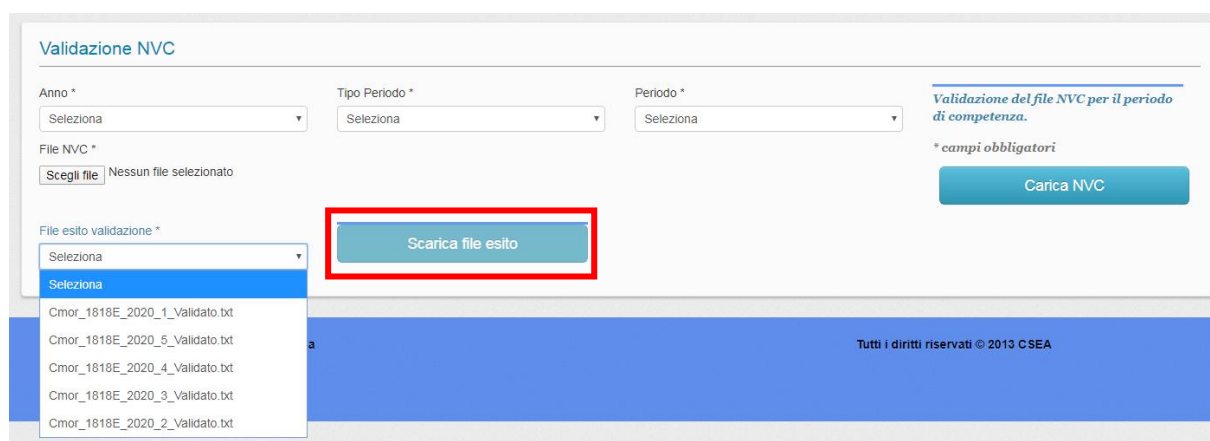 Validazione NVC
Anno *
Tipo Periodo *
Periodo *
Seleziona
Seleziona
Seleziona
Validazione del file NVC per il periodo
di competenza.
* campi obbligatori
File NVC *
Scegli file Nessun file selezionato
Carica NVC
File esito validazione *
Seleziona
Scarica file esito
Seleziona
Cmor_1818E_2020_1_Validato.txt
Cmor_1818E_2020_5_Validato.txt
Cmor_1818E_2020_4_Validato.txt
Cmor_1818E_2020_3_Validato.txt
Cmor_1818E_2020_2_Validato.txt
a
Tutti i diritti riservati © 2013 CSEA